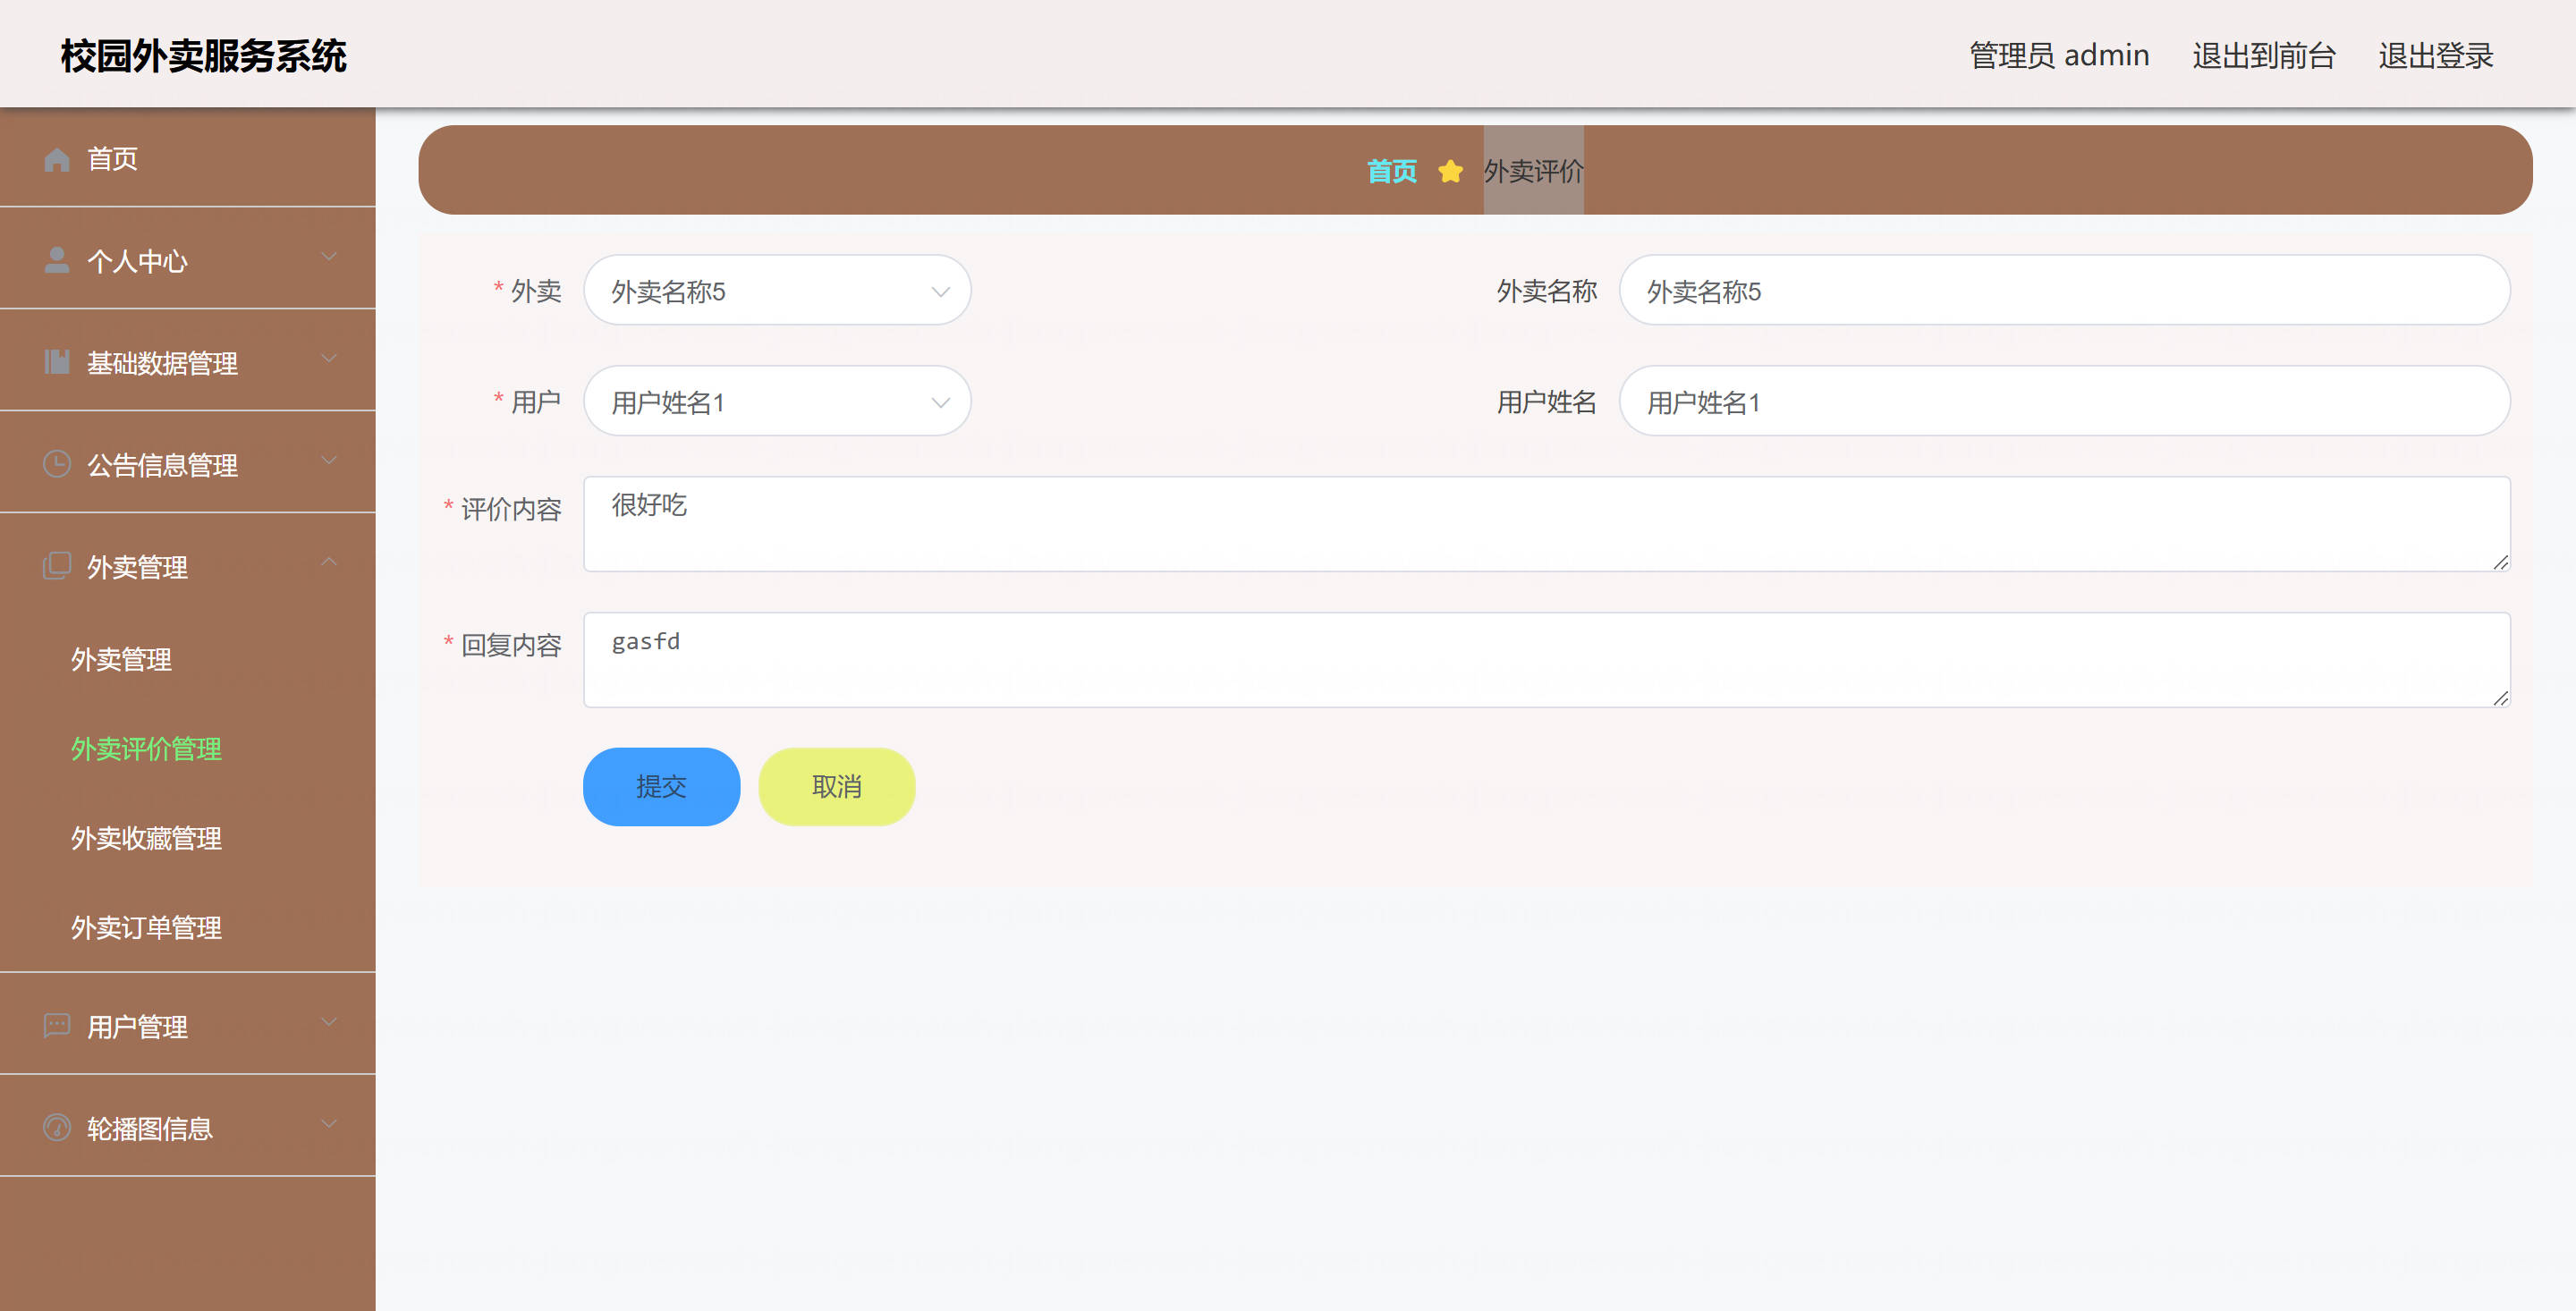 校园外卖服务系统
管理员 admin 退出到前台 退出登录
首页
个人中心
基础数据管理
公告信息管理
外卖管理
外卖管理
外卖评价管理
外卖收藏管理
外卖订单管理
用户管理
轮播图信息
首页 外卖评价
* 外卖 外卖名称5 外卖名称 外卖名称5
* 用户 用户姓名1 用户姓名 用户姓名1
* 评价内容 很好吃
* 回复内容 gasfd
提交 取消